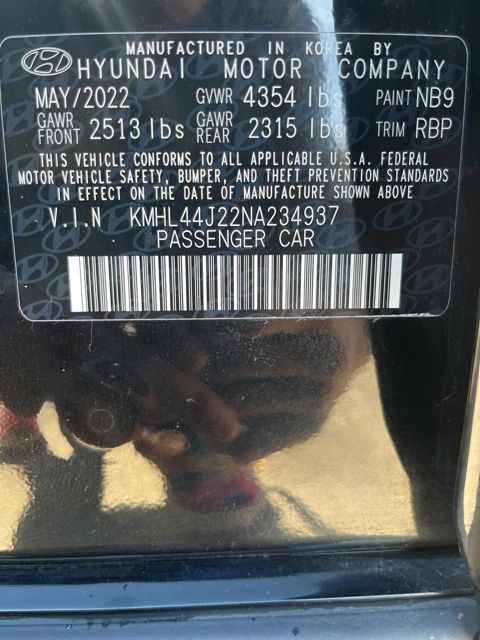 MANUFACTURED IN KOREA BY
HYUNDAI MOTOR COMPANY
MAY/2022 GVWR 4354 lbs PAINT NB9
GAWR FRONT 2513 lbs GAWR REAR 2315 lbs TRIM RBP
THIS VEHICLE CONFORMS TO ALL APPLICABLE U.S.A. FEDERAL
MOTOR VEHICLE SAFETY, BUMPER, AND THEFT PREVENTION STANDARDS
IN EFFECT ON THE DATE OF MANUFACTURE SHOWN ABOVE
V.I.N KMHL44J22NA234937
PASSENGER CAR